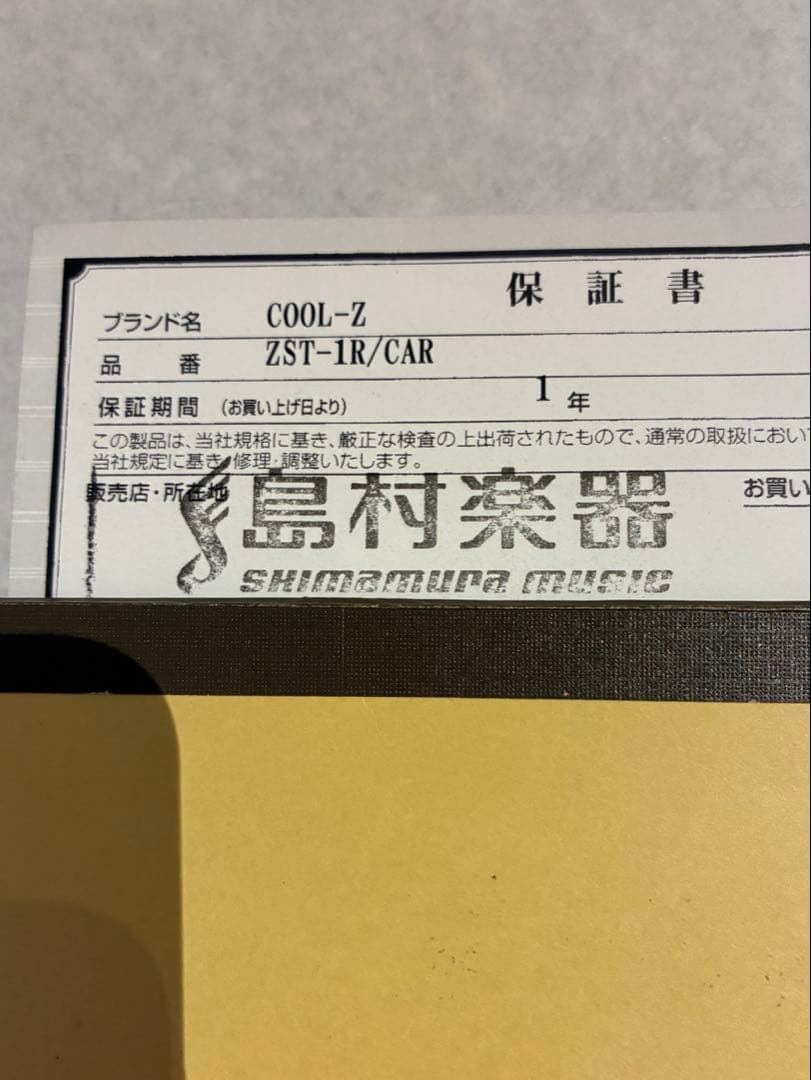 保証書
ブランド名 COOL-Z
品番 ZST-1R/CAR
保証期間 (お買い上げ日より) 1年
この製品は、当社規格に基き、厳正な検査の上出荷されたもので、通常の取扱におい
当社規定に基き、修理・調整いたします。
販売店・所在地
お買い
島村楽器
SHIMAMURA MUSIC